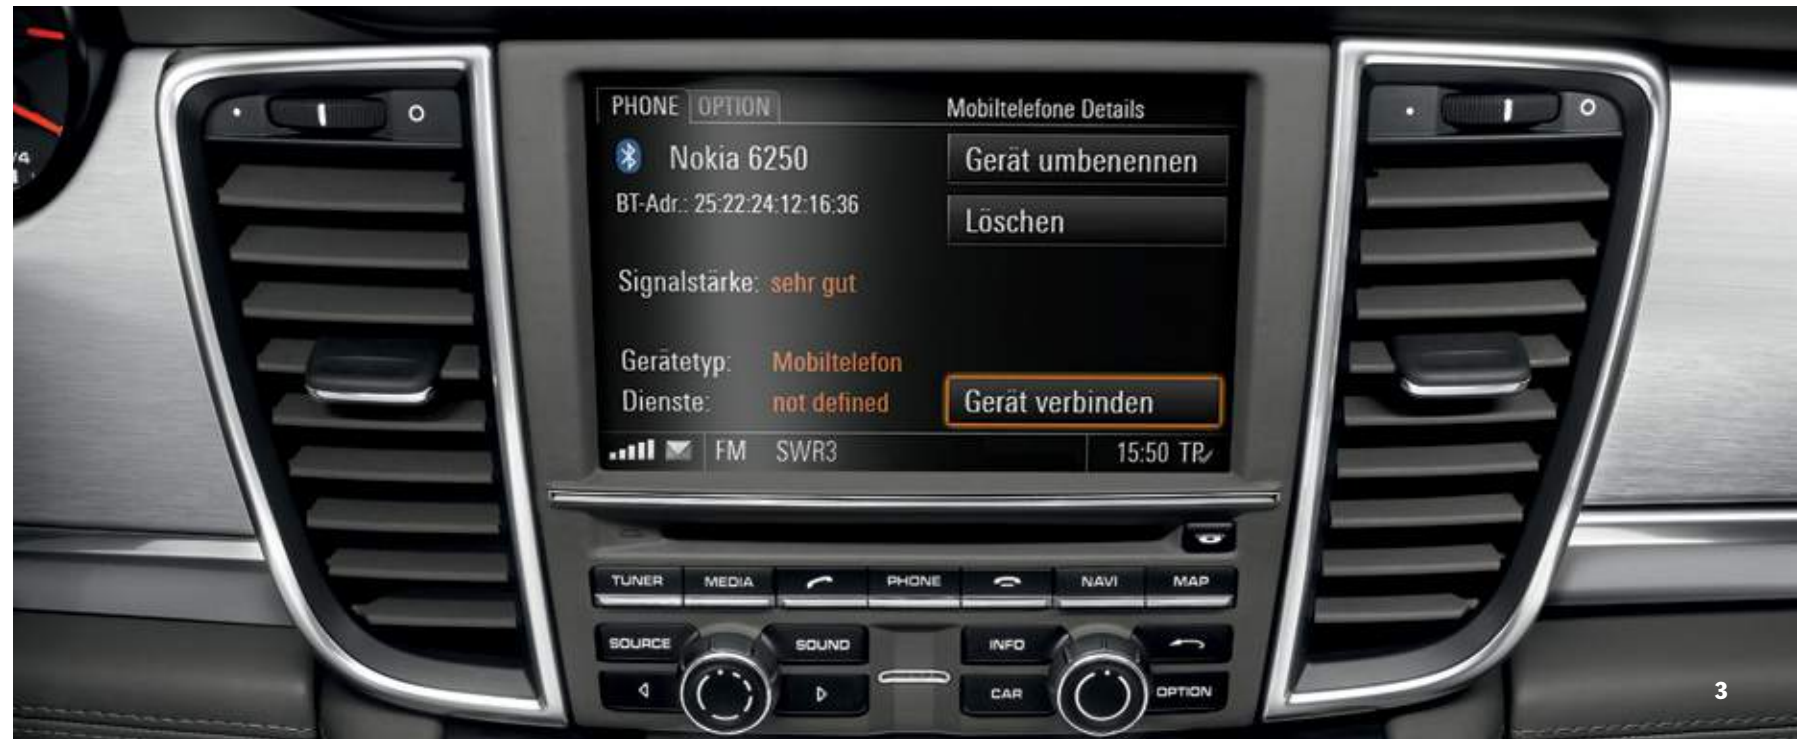 PHONE OPTION Mobiltelefone Details
Nokia 6250 Gerät umbenennen
BT-Adr.: 25:22:24:12:16:36 Löschen
Signalstärke: sehr gut
Gerätetyp: Mobiltelefon
Dienste: not defined Gerät verbinden
FM SWR3 15:50 TP
TUNER MEDIA PHONE NAVI MAP
SOURCE SOUND INFO
CAR OPTION
3